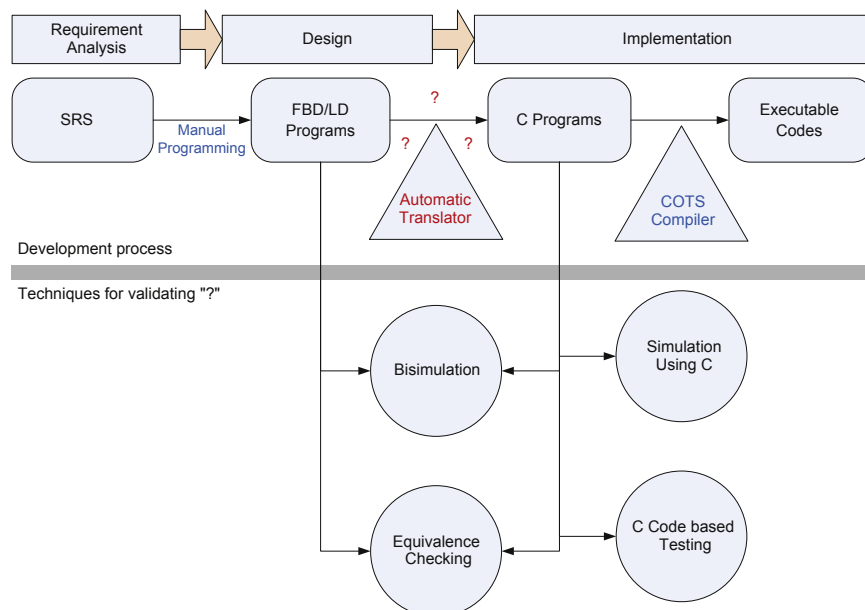 Requirement
Analysis
Design
Implementation
SRS
Manual
Programming
FBD/LD
Programs
?
?
?
Automatic
Translator
C Programs
COTS
Compiler
Executable
Codes
Development process
Techniques for validating "?"
Bisimulation
Simulation
Using C
Equivalence
Checking
C Code based
Testing